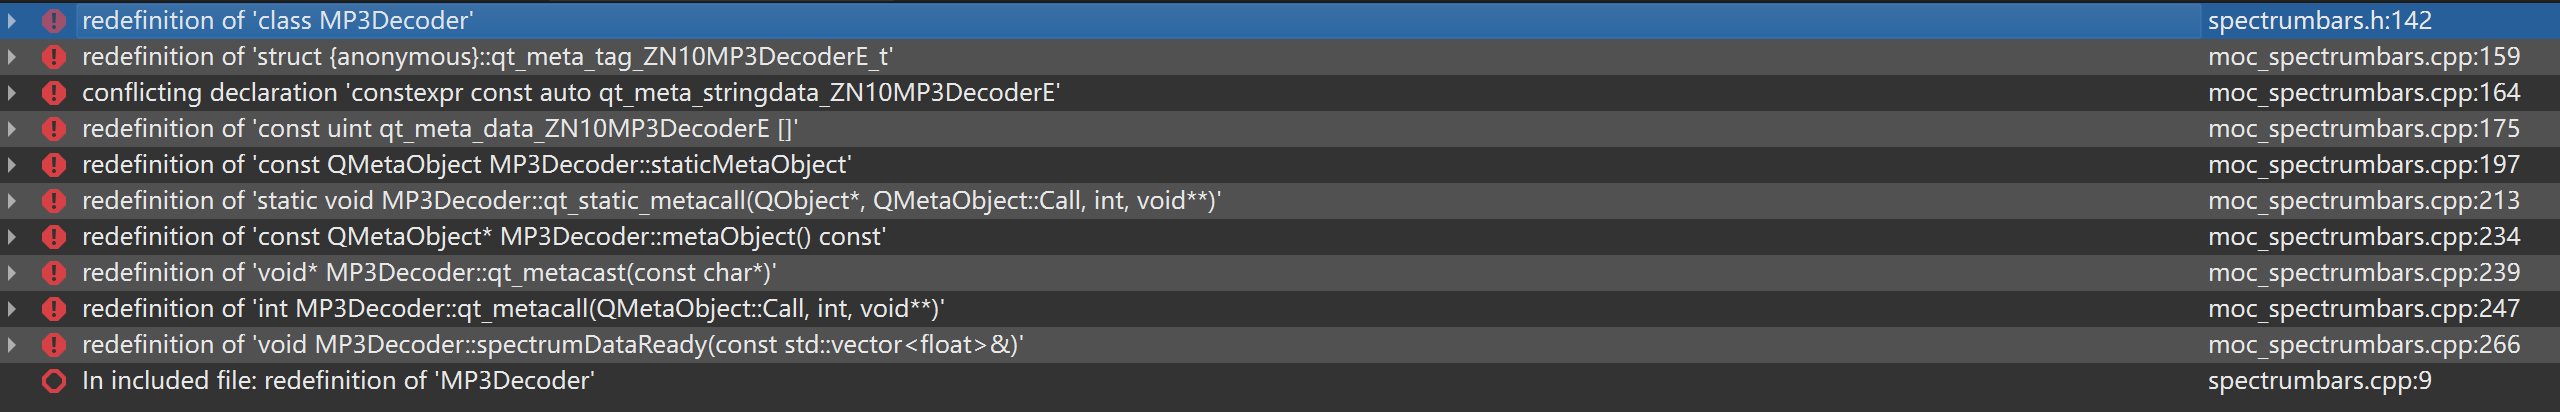 redefinition of 'class MP3Decoder' spectrumbars.h:142
redefinition of 'struct {anonymous}::qt_meta_tag_ZN10MP3DecoderE_t' moc_spectrumbars.cpp:159
conflicting declaration 'constexpr const auto qt_meta_stringdata_ZN10MP3DecoderE' moc_spectrumbars.cpp:164
redefinition of 'const uint qt_meta_data_ZN10MP3DecoderE []' moc_spectrumbars.cpp:175
redefinition of 'const QMetaObject MP3Decoder::staticMetaObject' moc_spectrumbars.cpp:197
redefinition of 'static void MP3Decoder::qt_static_metacall(QObject*, QMetaObject::Call, int, void**)' moc_spectrumbars.cpp:213
redefinition of 'const QMetaObject* MP3Decoder::metaObject() const' moc_spectrumbars.cpp:234
redefinition of 'void* MP3Decoder::qt_metacast(const char*)' moc_spectrumbars.cpp:239
redefinition of 'int MP3Decoder::qt_metacall(QMetaObject::Call, int, void**)' moc_spectrumbars.cpp:247
redefinition of 'void MP3Decoder::spectrumDataReady(const std::vector<float>&)' moc_spectrumbars.cpp:266
In included file: redefinition of 'MP3Decoder' spectrumbars.cpp:9